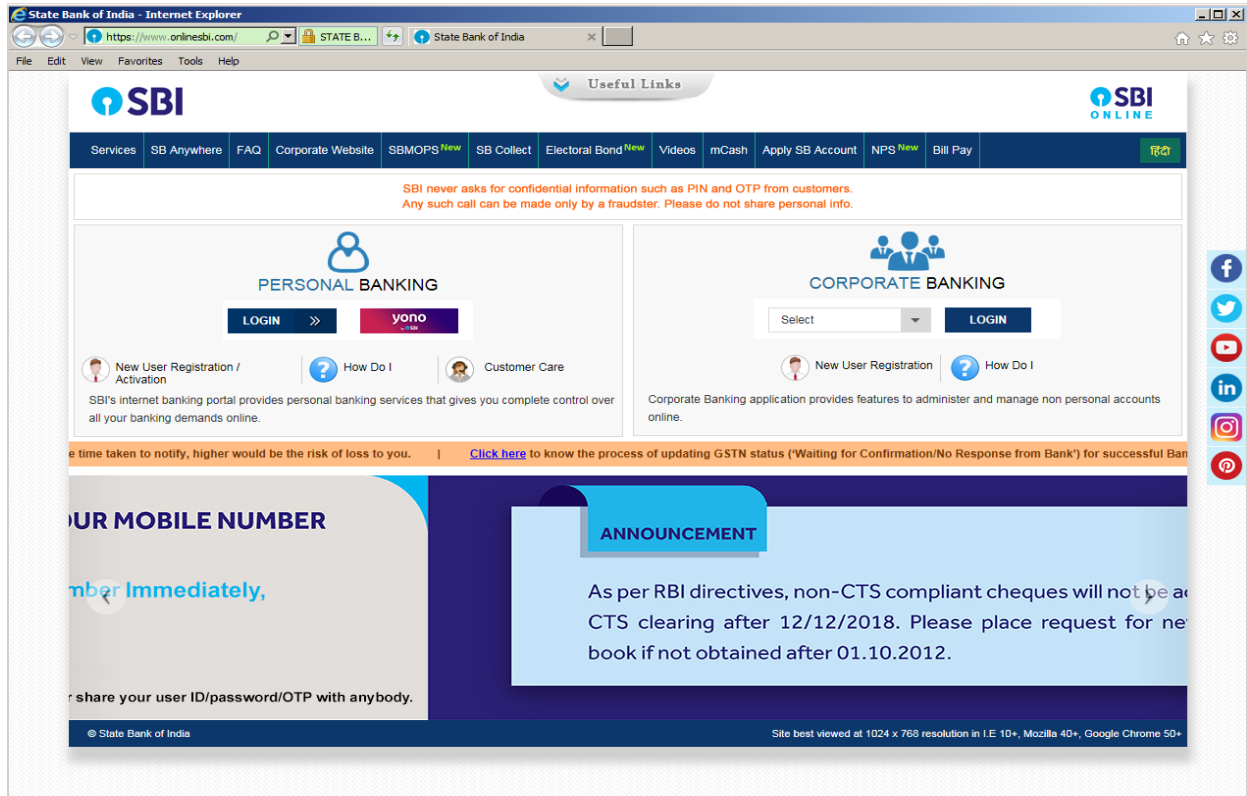 State Bank of India - Internet Explorer
https://www.onlinesbi.com/ STATE B... State Bank of India
File Edit View Favorites Tools Help
Useful Links
SBI
SBI
ONLINE
Services SB Anywhere FAQ Corporate Website SBMOPS New SB Collect Electoral Bond New Videos mCash Apply SB Account NPS New Bill Pay हिंदी
SBI never asks for confidential information such as PIN and OTP from customers.
Any such call can be made only by a fraudster. Please do not share personal info.
PERSONAL BANKING
LOGIN yono
by SBI
New User Registration /
Activation
How Do I
Customer Care
SBI's internet banking portal provides personal banking services that gives you complete control over
all your banking demands online.
CORPORATE BANKING
Select LOGIN
New User Registration How Do I
Corporate Banking application provides features to administer and manage non personal accounts
online.
e time taken to notify, higher would be the risk of loss to you. | Click here to know the process of updating GSTN status (‘Waiting for Confirmation/No Response from Bank’) for successful Ban
OUR MOBILE NUMBER
mber Immediately,
r share your user ID/password/OTP with anybody.
ANNOUNCEMENT
As per RBI directives, non-CTS compliant cheques will not be ac
CTS clearing after 12/12/2018. Please place request for ne
book if not obtained after 01.10.2012.
© State Bank of India
Site best viewed at 1024 x 768 resolution in I.E 10+, Mozilla 40+, Google Chrome 50+